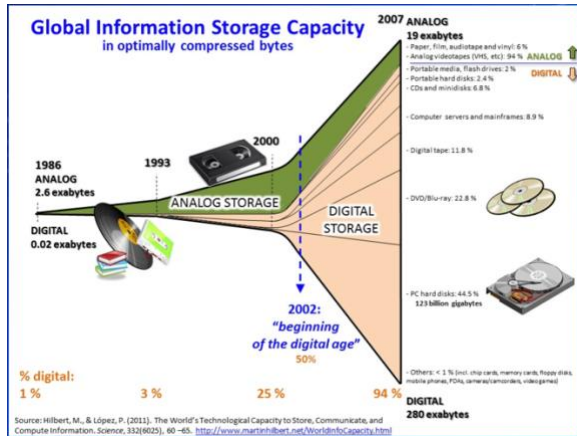 Global Information Storage Capacity
in optimally compressed bytes
2007 ANALOG
19 exabytes
- Paper, film, audiotape and vinyl: 6 %
- Analog videotapes (VHS, etc): 94 %
ANALOG
- Portable media, flash drives: 2 %
DIGITAL
- Portable hard disks: 2.4 %
- CDs and minidisks: 6.8 %
- Computer servers and mainframes: 8.9 %
- Digital tape: 11.8 %
- DVD/Blu-ray: 22.8 %
- PC hard disks: 44.5 %
123 billion gigabytes
- Others: < 1 % (incl. chip cards, memory cards, floppy disks,
mobile phones, PDAs, cameras/camcorders, video games)
DIGITAL
280 exabytes
1986
ANALOG
2.6 exabytes
DIGITAL
0.02 exabytes
1993
2000
ANALOG STORAGE
DIGITAL
STORAGE
2002:
"beginning
of the digital age"
50%
% digital:
1 %
3 %
25 %
94 %
Source: Hilbert, M., & López, P. (2011). The World's Technological Capacity to Store, Communicate, and
Compute Information. Science, 332(6025), 60 –65. http://www.martinhilbert.net/WorldInfoCapacity.html